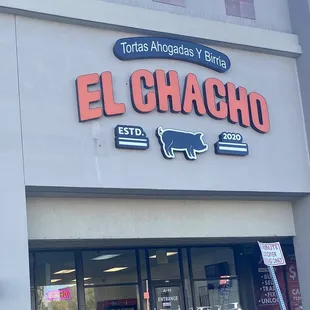 Tortas Ahogadas Y Birria
EL CHACHO
ESTD. 2020
ENTRANCE